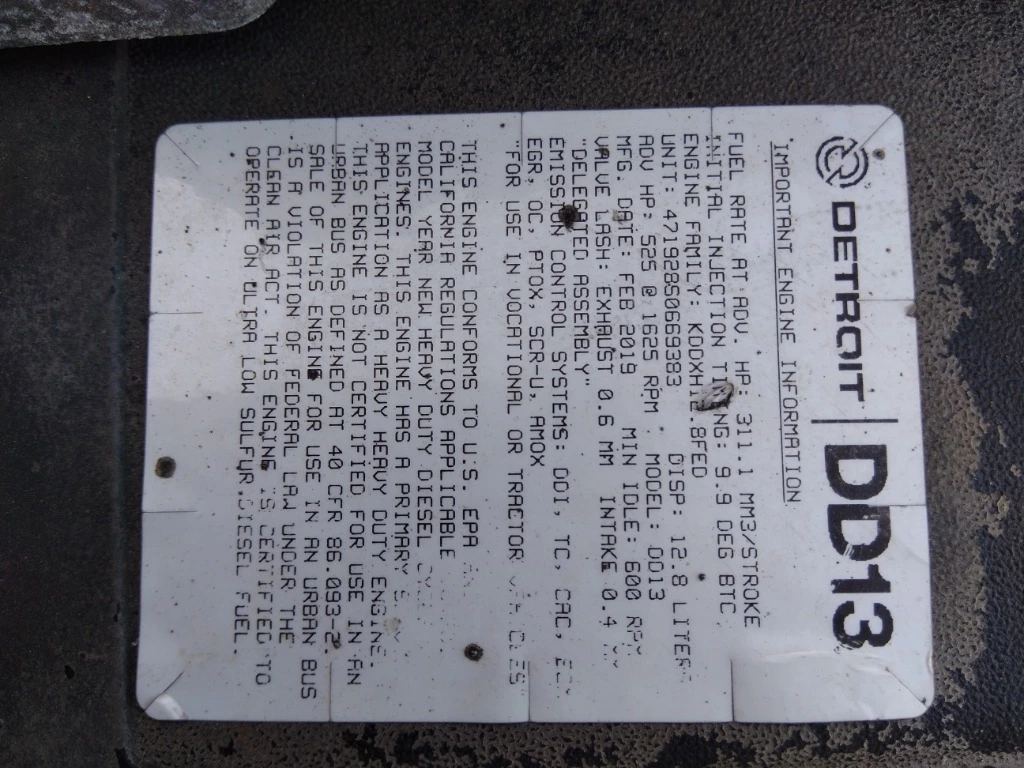 DETROIT | DD13
IMPORTANT ENGINE INFORMATION
FUEL RATE AT ADV. HP: 311.1 MM3/STROKE
INITIAL INJECTION TIMING: 9.9 DEG BTC
ENGINE FAMILY: KDDXH12.8FED DISP: 12.8 LITER
UNIT: 471928S0669383 MODEL: DD13
ADV HP: 525 @ 1625 RPM
MFG. DATE: FEB 2019 MIN IDLE: 600 RPM
VALVE LASH: EXHAUST 0.6 MM INTAKE 0.4
"DELEGATED ASSEMBLY"
EMISSION CONTROL SYSTEMS: DDI, TC, CAC,
EGR, OC, PTOX, SCR-U, AMOX
"FOR USE IN VOCATIONAL OR TRACTOR
THIS ENGINE CONFORMS TO U.S. EPA
CALIFORNIA REGULATIONS APPLICABLE
MODEL YEAR NEW HEAVY DUTY DIESEL
ENGINES. THIS ENGINE HAS A PRIMARY
APPLICATION AS A HEAVY HEAVY DUTY ENGINE.
THIS ENGINE IS NOT CERTIFIED FOR USE IN AN
URBAN BUS AS DEFINED AT 40 CFR 86.093-2
SALE OF THIS ENGINE FOR USE IN AN URBAN BUS
IS A VIOLATION OF FEDERAL LAW UNDER THE
CLEAN AIR ACT. THIS ENGINE IS CERTIFIED TO
OPERATE ON ULTRA LOW SULFUR DIESEL FUEL.